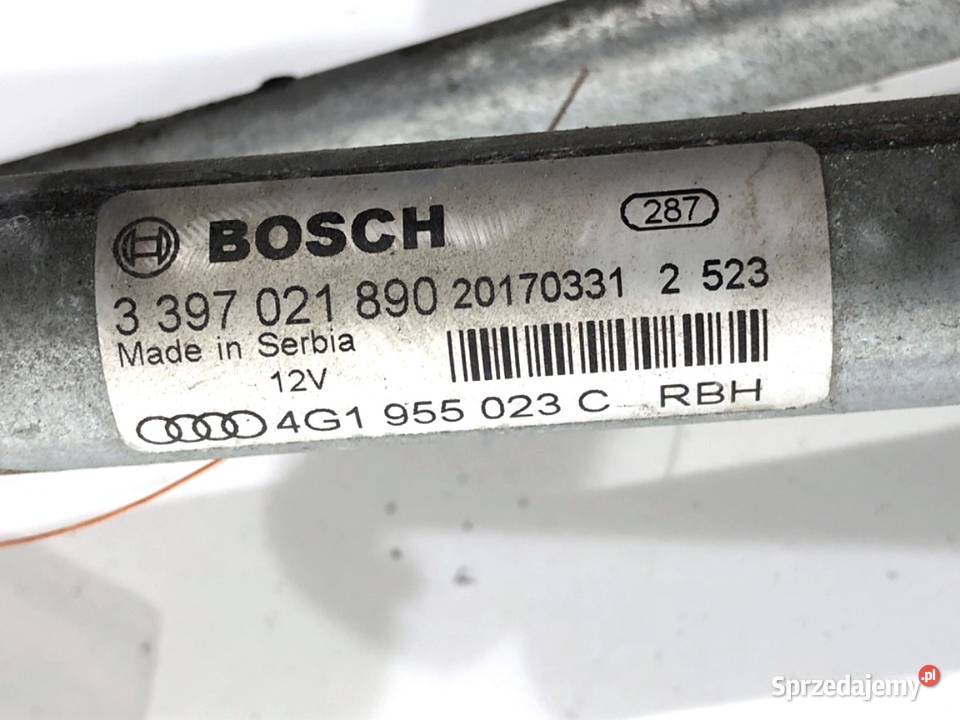 BOSCH 287
3 397 021 890 20170331 2 523
Made in Serbia
12V
4G1 955 023 C RBH
Sprzedajemy.pl